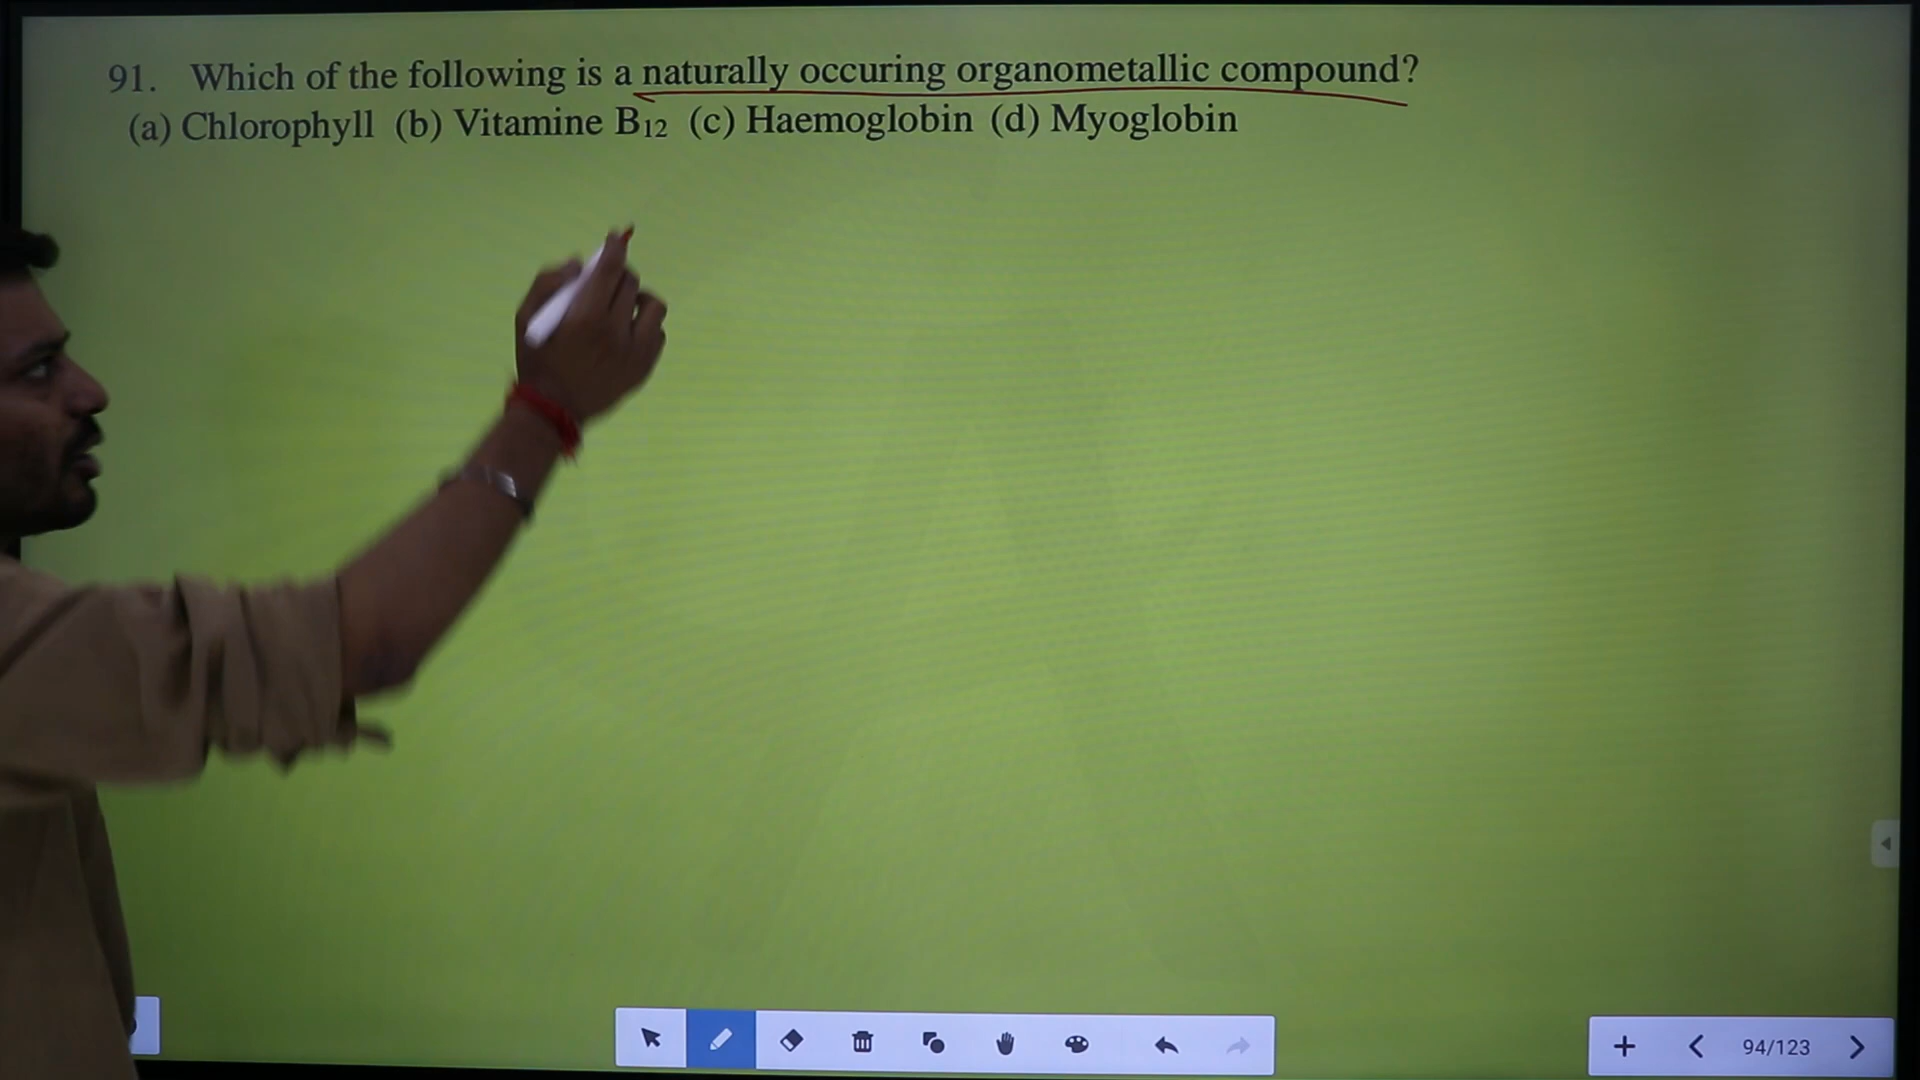 91. Which of the following is a naturally occuring organometallic compound?
(a) Chlorophyll (b) Vitamine B₁₂ (c) Haemoglobin (d) Myoglobin
94/123